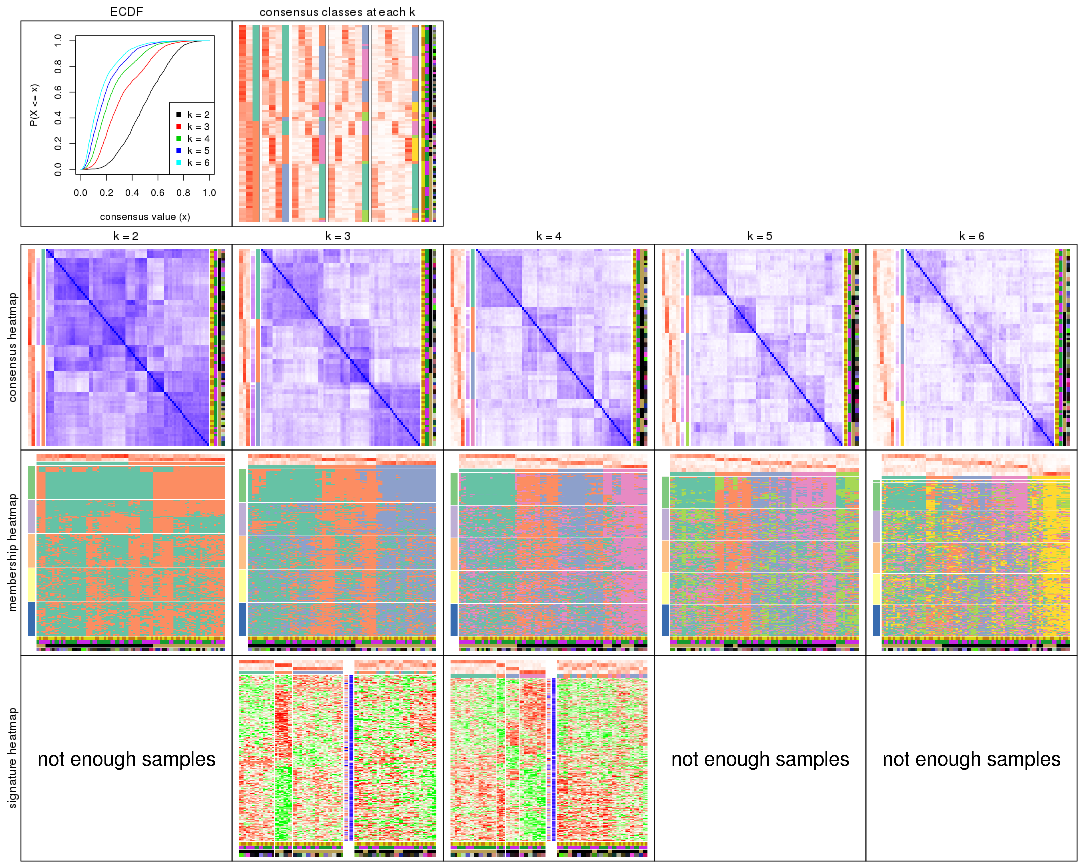 ECDF
consensus classes at each k
P(X <= x)
0.0 0.2 0.4 0.6 0.8 1.0
k = 2
k = 3
k = 4
k = 5
k = 6
0.0 0.2 0.4 0.6 0.8 1.0
consensus value (x)
k = 2
k = 3
k = 4
k = 5
k = 6
consensus heatmap
membership heatmap
signature heatmap
not enough samples
not enough samples
not enough samples